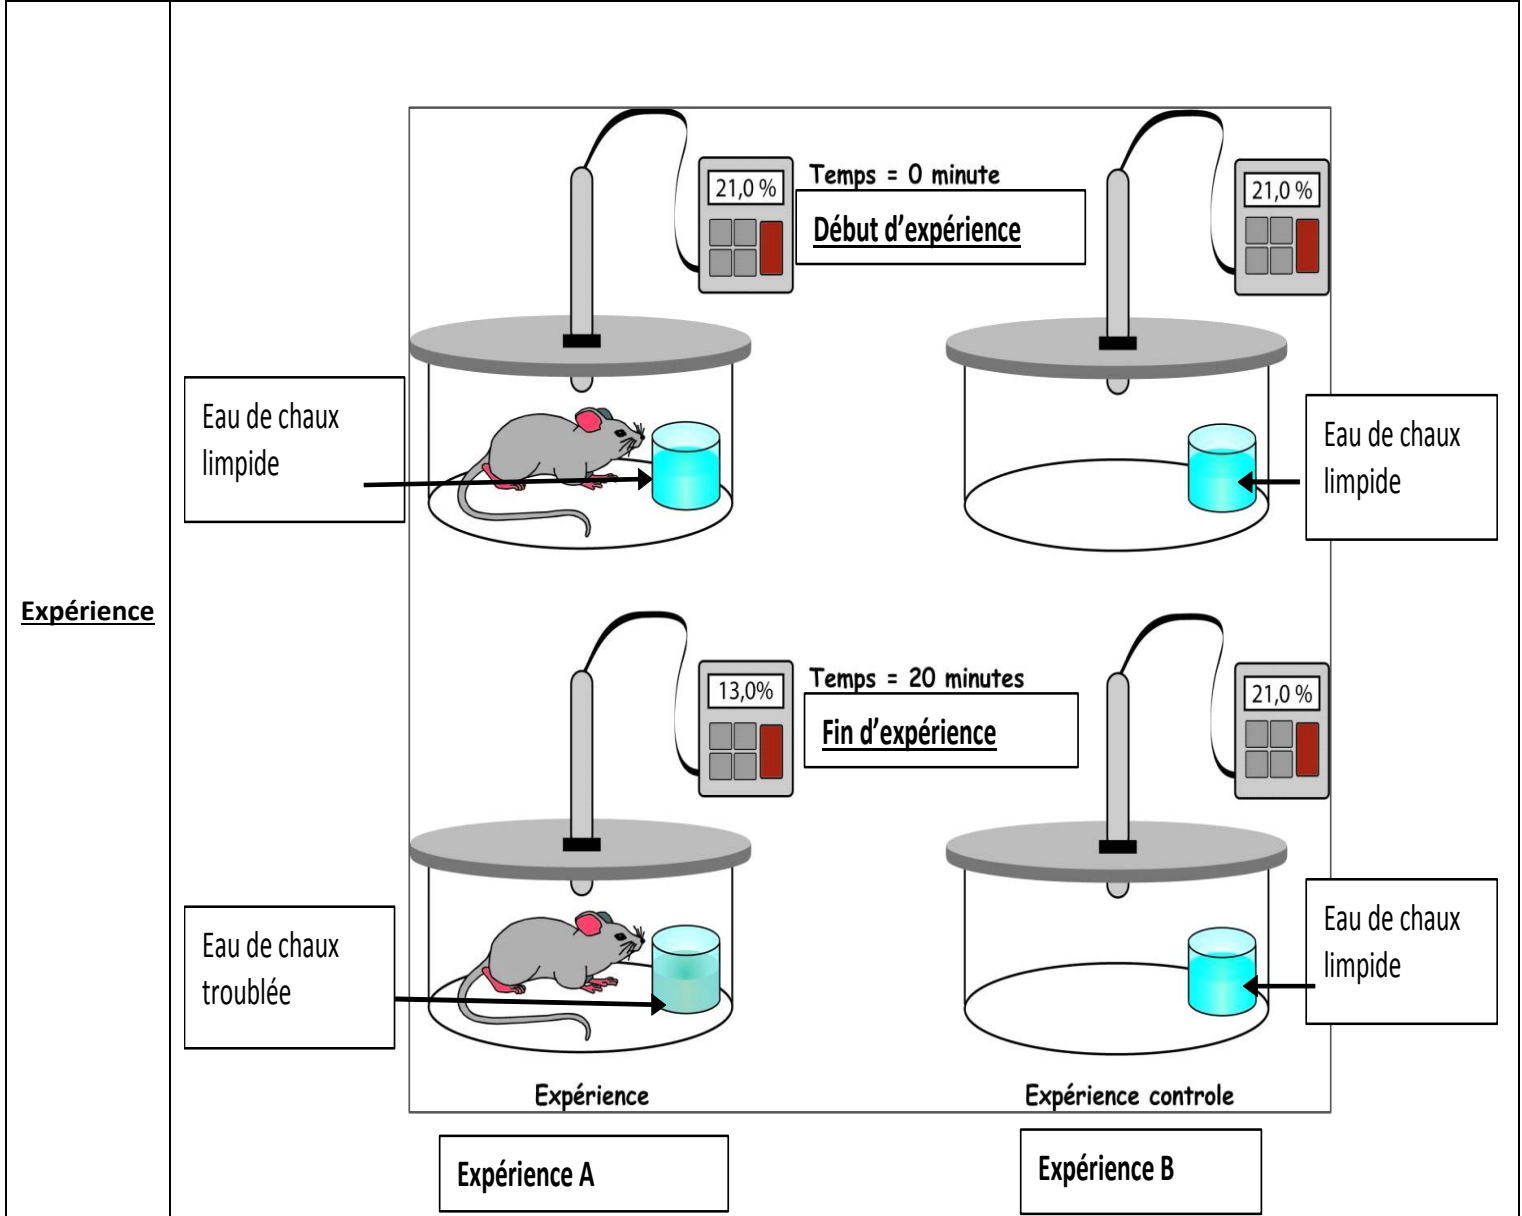 21,0 %
Temps = 0 minute
21,0 %
Début d’expérience
Eau de chaux
limpide
Eau de chaux
limpide
Expérience
13,0%
Temps = 20 minutes
21,0 %
Fin d’expérience
Eau de chaux
troublée
Eau de chaux
limpide
Expérience
Expérience controle
Expérience A
Expérience B